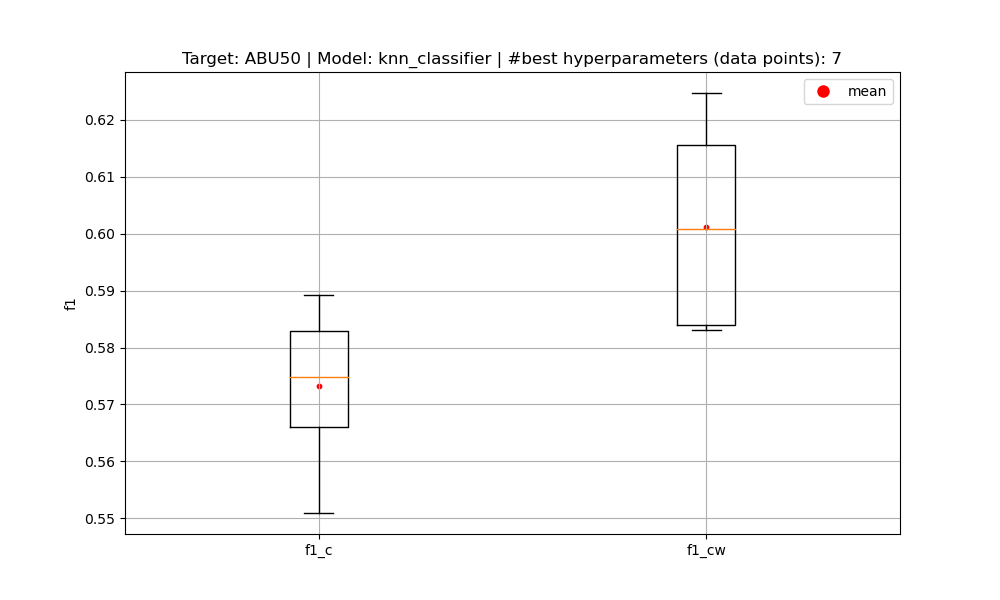 Target: ABU50 | Model: knn_classifier | #best hyperparameters (data points): 7
mean
0.62
0.61
0.60
0.59
0.58
0.57
0.56
0.55
f1
f1_c
f1_cw